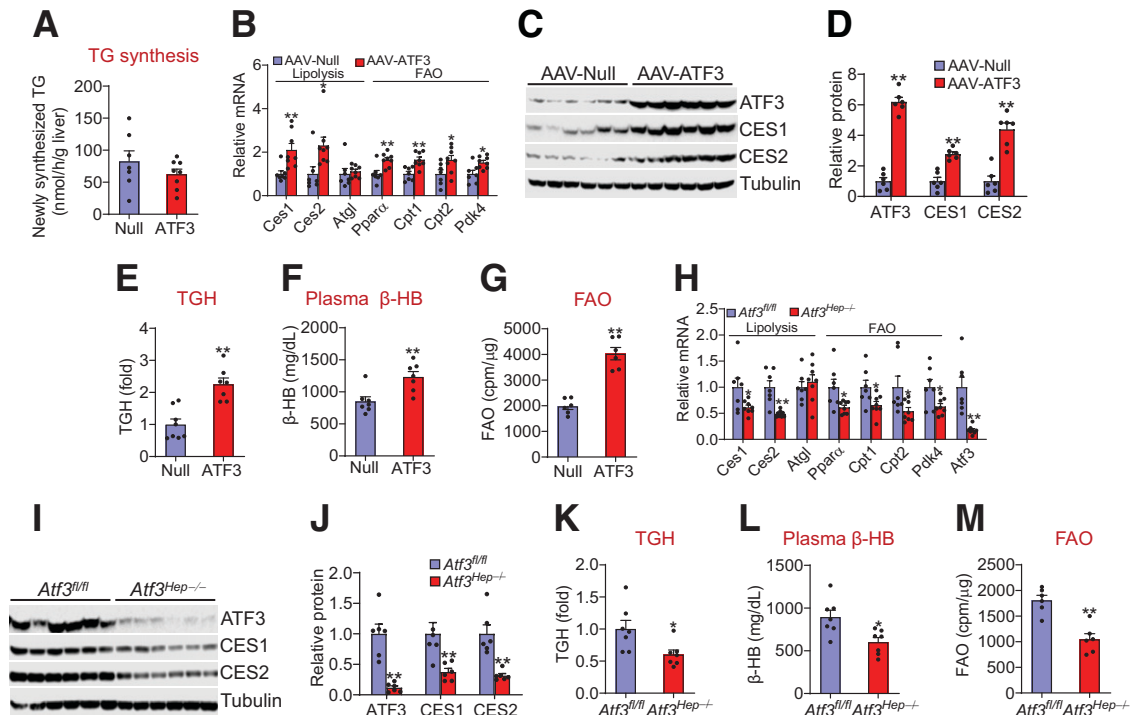 A
TG synthesis
Newly synthesized TG
(nmol/h/g liver)
200
150
100
50
0
Null ATF3
B
AAV-Null
AAV-ATF3
Lipolysis FAO
Relative mRNA
6
4
2
0
** * ** ** * *
Ces1 Ces2 Atgl Pparα Cpt1 Cpt2 Pdk4
C
AAV-Null AAV-ATF3
ATF3
CES1
CES2
Tubulin
D
AAV-Null
AAV-ATF3
Relative protein
8
6
4
2
0
** ** **
ATF3 CES1 CES2
E
TGH
TGH (fold)
4
3
2
1
0
**
Null ATF3
F
Plasma β-HB
β-HB (mg/dL)
2000
1500
1000
500
0
**
Null ATF3
G
FAO
FAO (cpm/μg)
5000
4000
3000
2000
1000
0
**
Null ATF3
H
Atf3fl/fl Atf3Hep–/–
Lipolysis FAO
Relative mRNA
2.5
2.0
1.5
1.0
0.5
0.0
* ** * * * * **
Ces1 Ces2 Atgl Pparα Cpt1 Cpt2 Pdk4 Atf3
I
Atf3fl/fl Atf3Hep–/–
ATF3
CES1
CES2
Tubulin
J
Atf3fl/fl
Atf3Hep–/–
Relative protein
2.0
1.5
1.0
0.5
0.0
** ** **
ATF3 CES1 CES2
K
TGH
TGH (fold)
2.0
1.5
1.0
0.5
0.0
*
Atf3fl/fl Atf3Hep–/–
L
Plasma β-HB
β-HB (mg/dL)
1500
1000
500
0
*
Atf3fl/fl Atf3Hep–/–
M
FAO
FAO (cpm/μg)
2500
2000
1500
1000
500
0
**
Atf3fl/fl Atf3Hep–/–